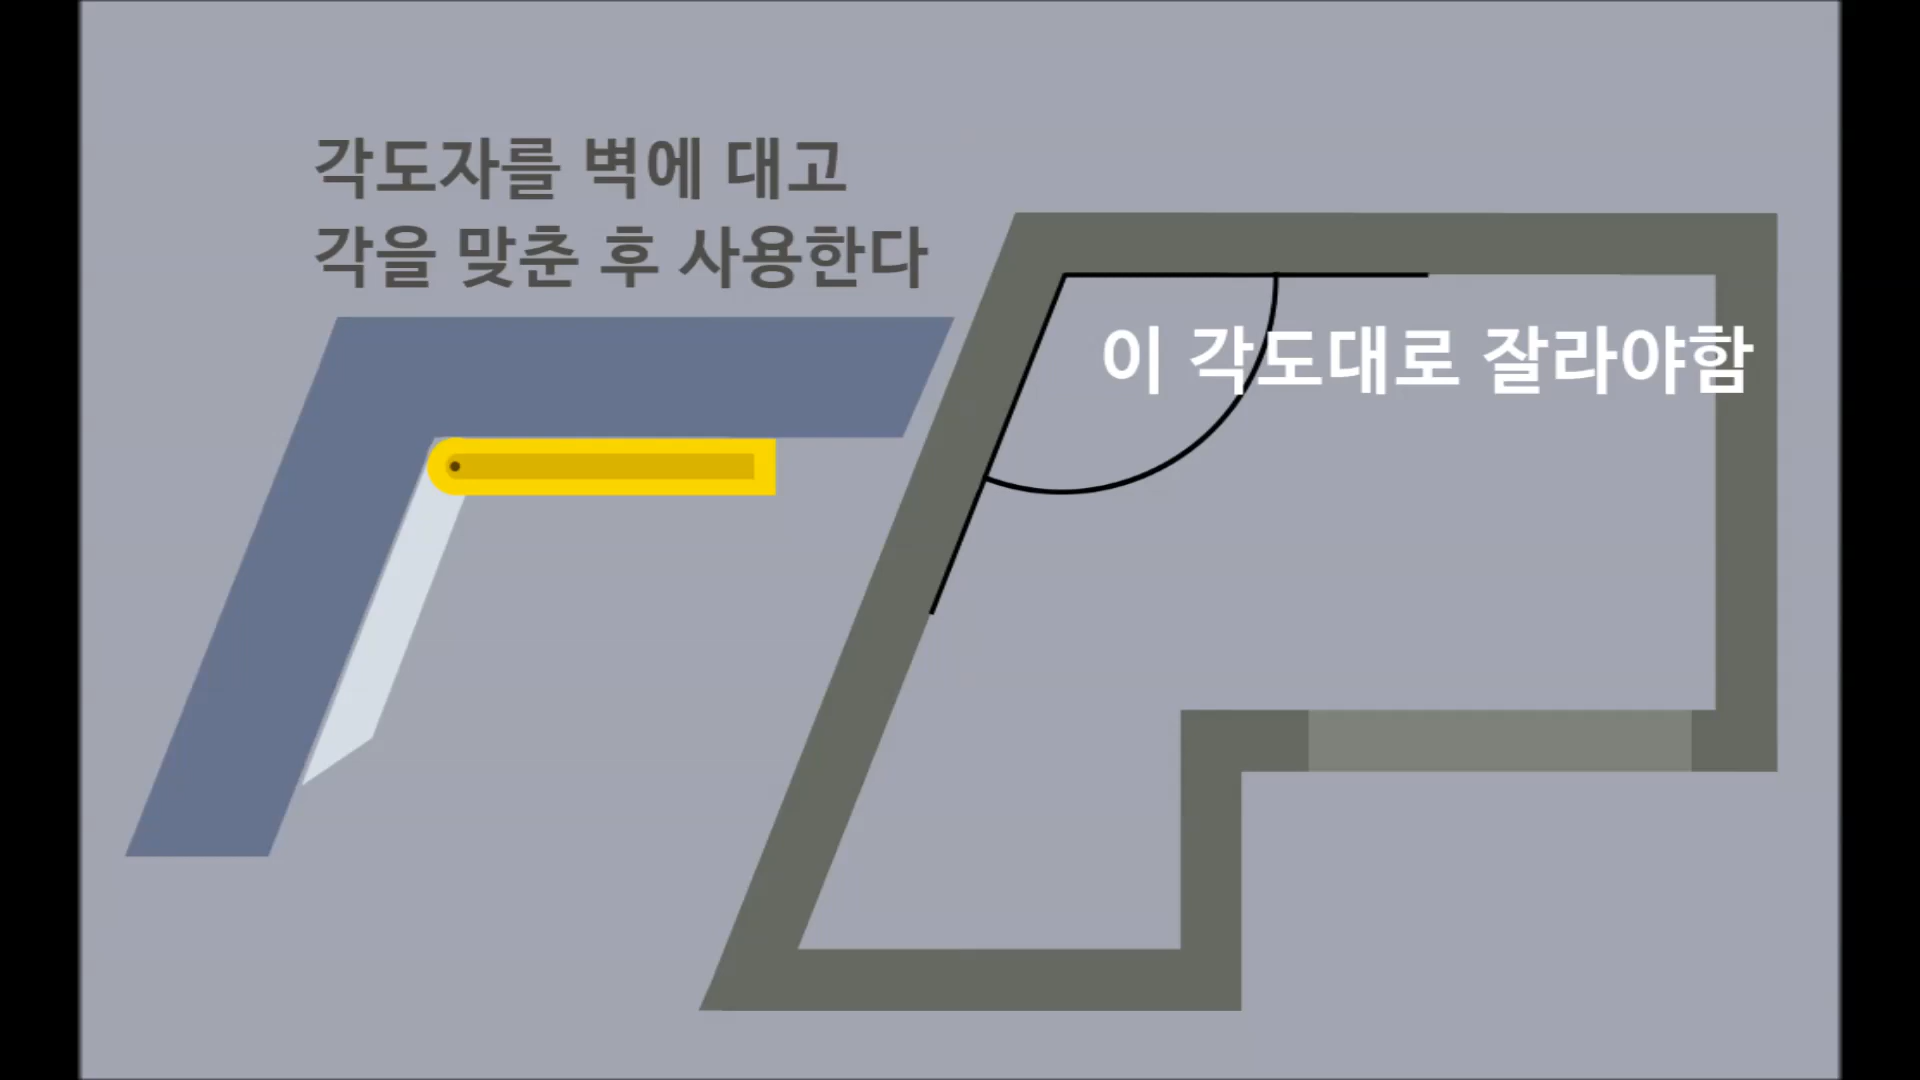 각도자를 벽에 대고
각을 맞춘 후 사용한다
이 각도대로 잘라야함